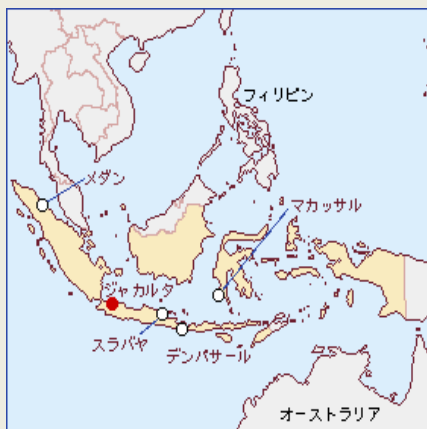 フィリピン
メダン
マカッサル
ジャカルタ
スラバヤ
デンパサール
オーストラリア